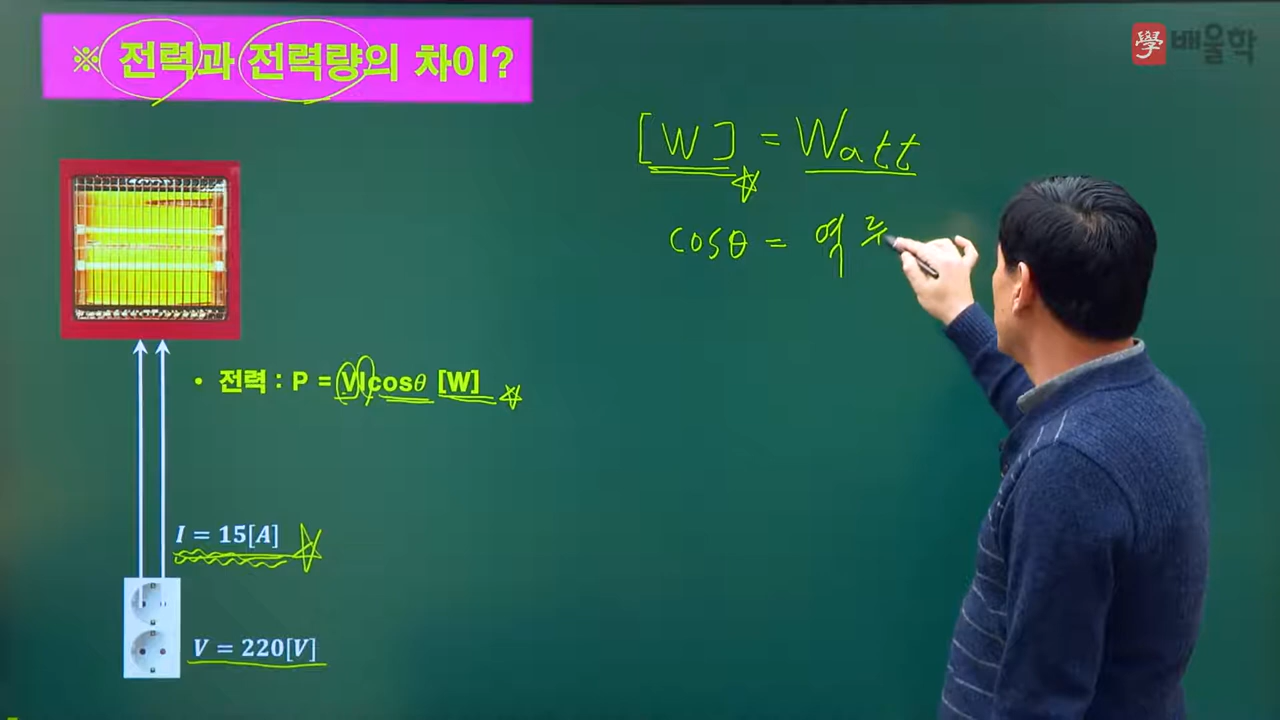 ※ 전력과 전력량의 차이?
學 배울학
[W] = Watt
cosθ = 역
• 전력 : P = VIcosθ [W]
I = 15[A]
V = 220[V]